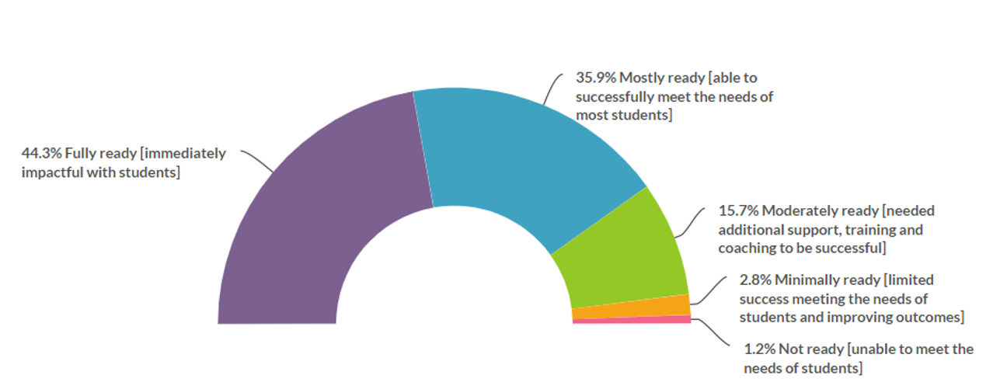 35.9% Mostly ready [able to
successfully meet the needs of
most students]
44.3% Fully ready [immediately
impactful with students]
15.7% Moderately ready [needed
additional support, training and
coaching to be successful]
2.8% Minimally ready [limited
success meeting the needs of
students and improving outcomes]
1.2% Not ready [unable to meet the
needs of students]